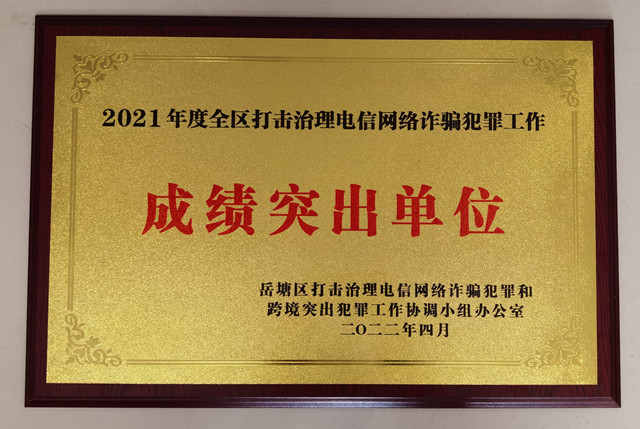 2021年度全区打击治理电信网络诈骗犯罪工作
成绩突出单位
岳塘区打击治理电信网络诈骗犯罪和
跨境突出犯罪工作协调小组办公室
二〇二二年四月